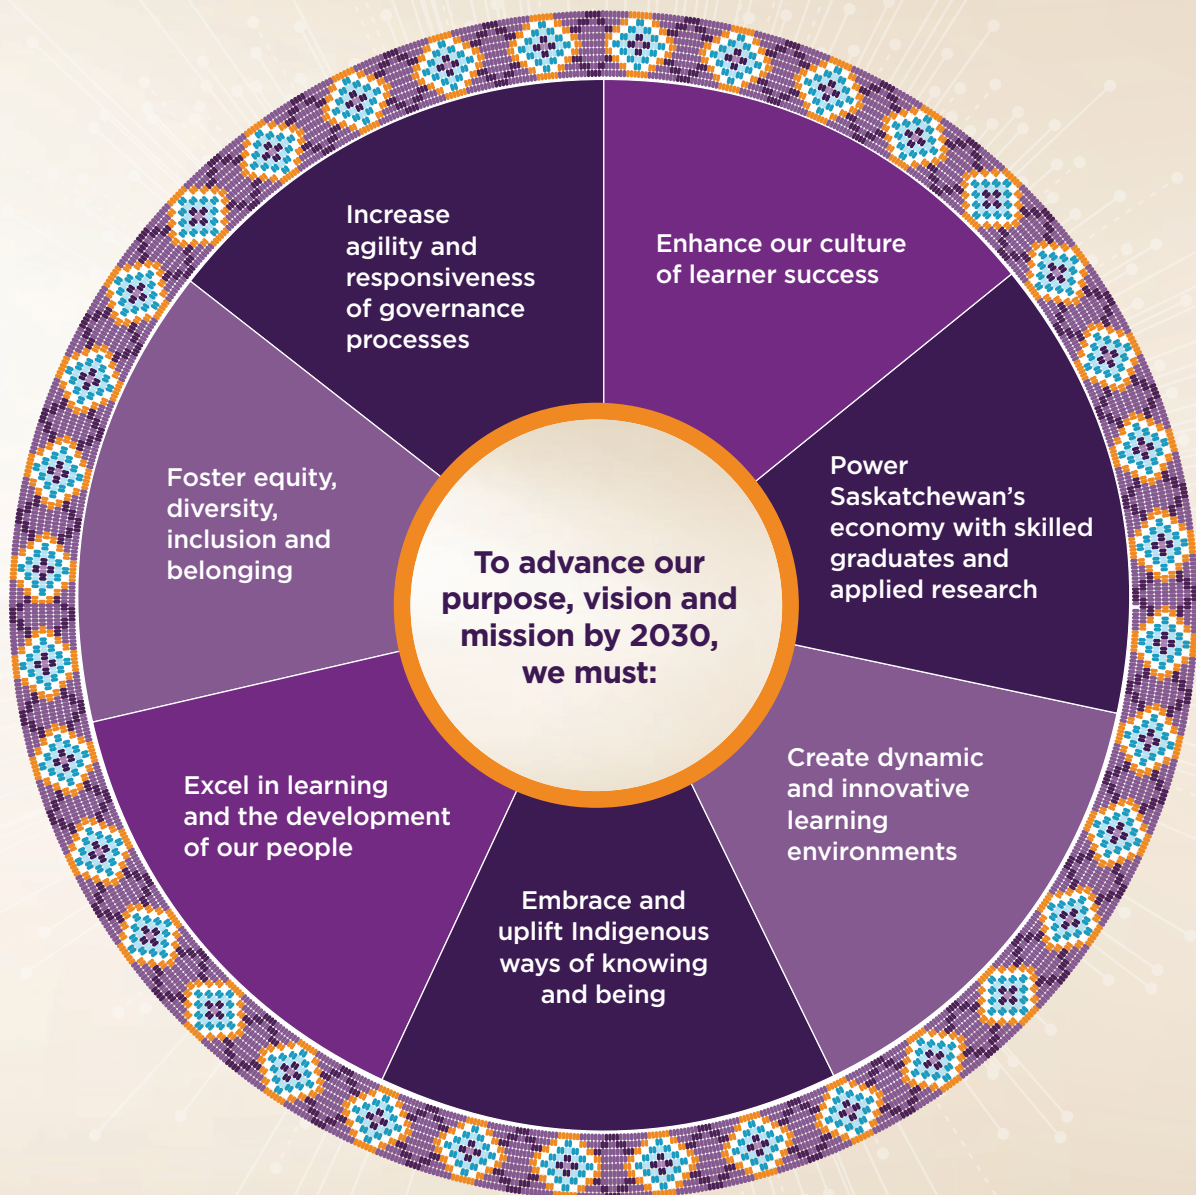 To advance our
purpose, vision and
mission by 2030,
we must:
Enhance our culture
of learner success
Power
Saskatchewan’s
economy with skilled
graduates and
applied research
Create dynamic
and innovative
learning
environments
Embrace and
uplift Indigenous
ways of knowing
and being
Excel in learning
and the development
of our people
Foster equity,
diversity,
inclusion and
belonging
Increase
agility and
responsiveness
of governance
processes